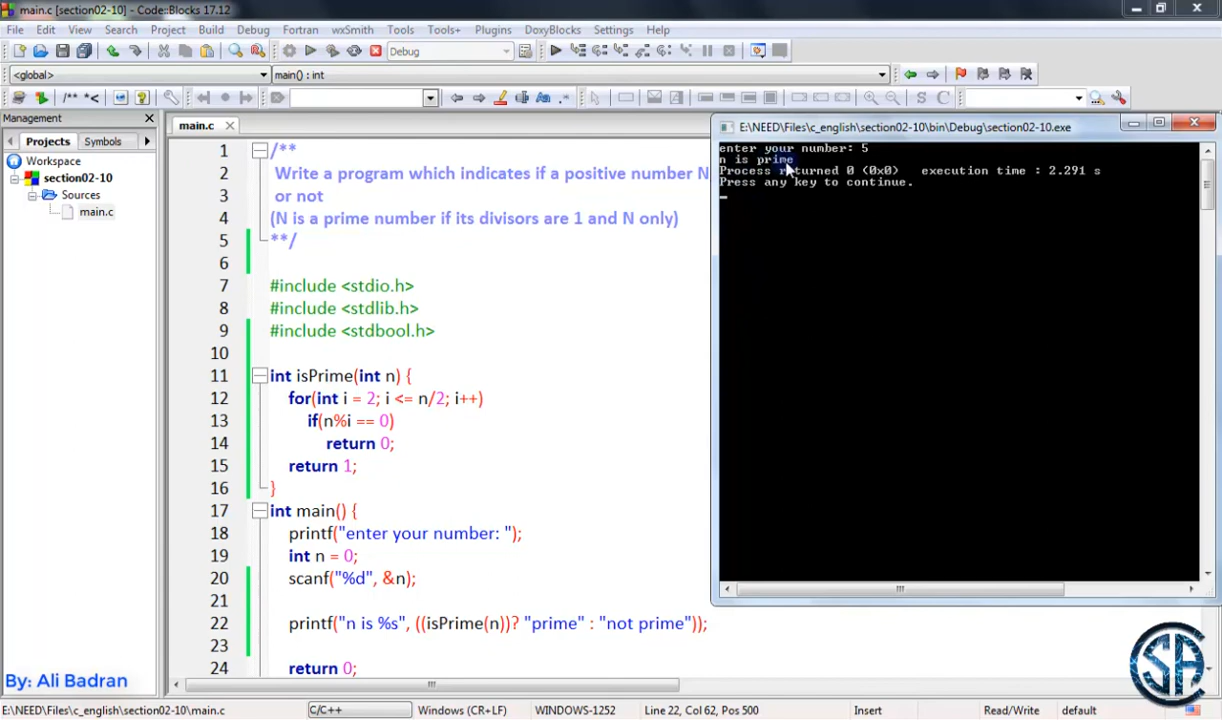 main.c [section02-10] - Code::Blocks 17.12
File Edit View Search Project Build Debug Fortran wxSmith Tools Tools+ Plugins DoxyBlocks Settings Help
Debug
<global>
main() : int
/** *<
S C
Management
Projects Symbols
Workspace
section02-10
Sources
main.c
main.c
1 /**
2 Write a program which indicates if a positive number N
3 or not
4 (N is a prime number if its divisors are 1 and N only)
5 **/
6
7 #include <stdio.h>
8 #include <stdlib.h>
9 #include <stdbool.h>
10
11 int isPrime(int n) {
12 for(int i = 2; i <= n/2; i++)
13 if(n%i == 0)
14 return 0;
15 return 1;
16 }
17 int main() {
18 printf("enter your number: ");
19 int n = 0;
20 scanf("%d", &n);
21
22 printf("n is %s", ((isPrime(n))? "prime" : "not prime"));
23
24 return 0;
E:\NEED\Files\c_english\section02-10\bin\Debug\section02-10.exe
enter your number: 5
n is prime
Process returned 0 (0x0) execution time : 2.291 s
Press any key to continue.
By: Ali Badran
E:\NEED\Files\c_english\section02-10\main.c C/C++ Windows (CR+LF) WINDOWS-1252 Line 22, Col 62, Pos 500 Insert Read/Write default